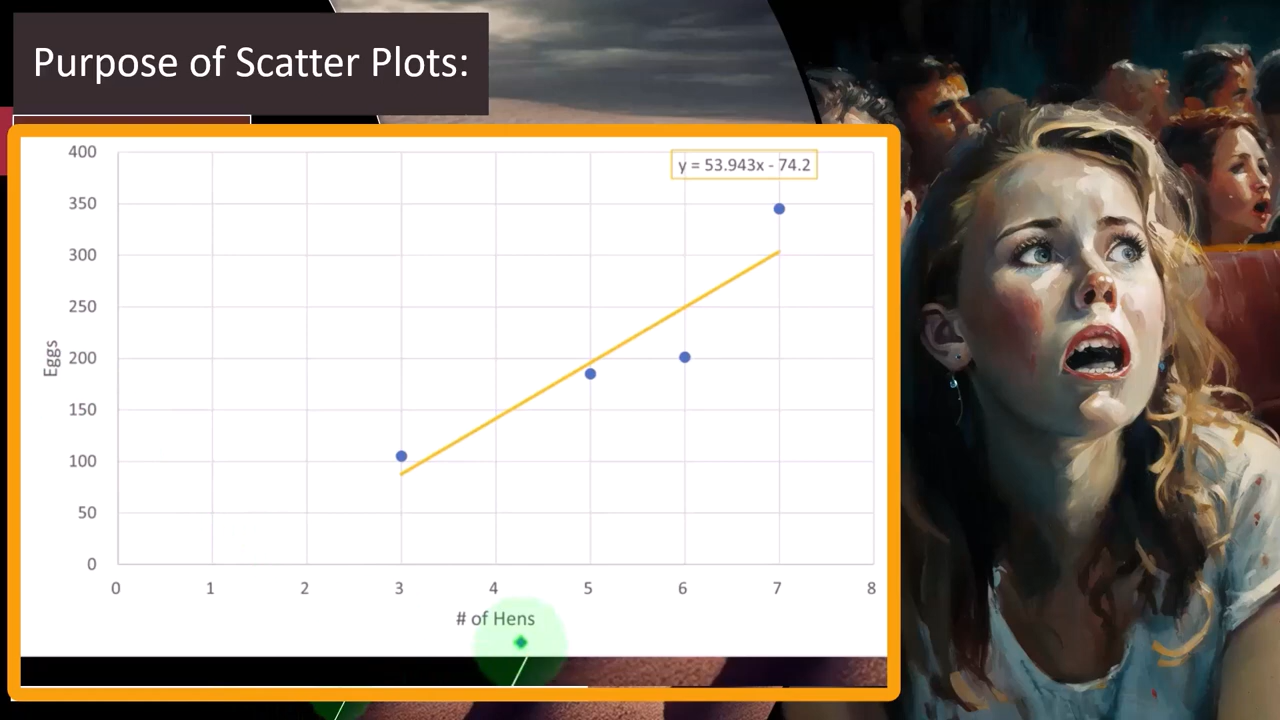 Purpose of Scatter Plots:
400
y = 53.943x - 74.2
350
300
250
Eggs
200
150
100
50
0
0 1 2 3 4 5 6 7 8
# of Hens